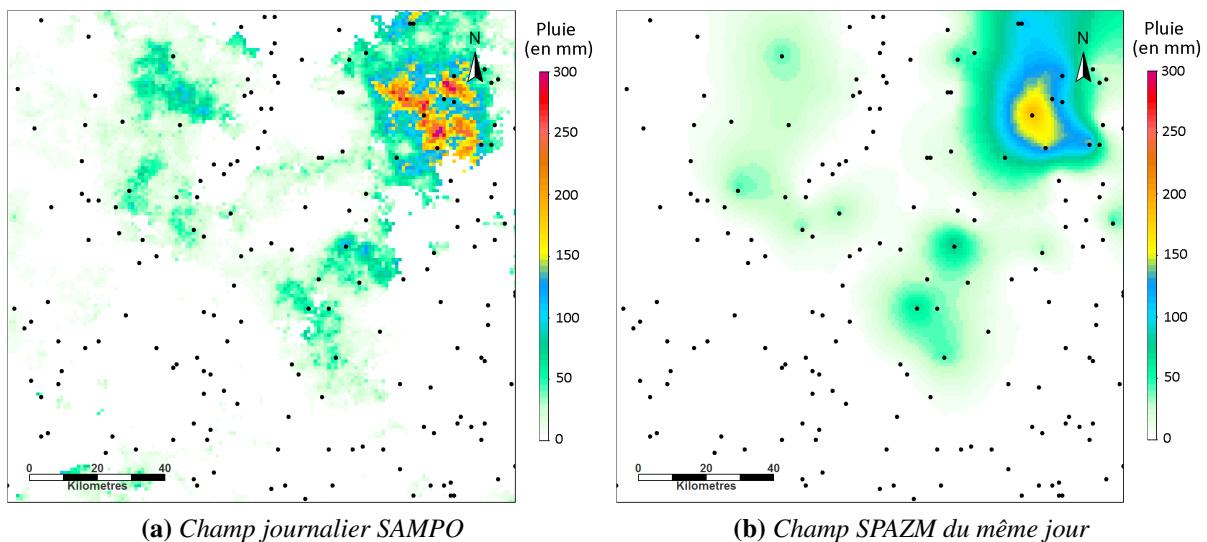 Pluie
(en mm)
N
300
250
200
150
100
50
0
0 20 40
Kilometres
(a) Champ journalier SAMPO
Pluie
(en mm)
N
300
250
200
150
100
50
0
0 20 40
Kilometres
(b) Champ SPAZM du même jour